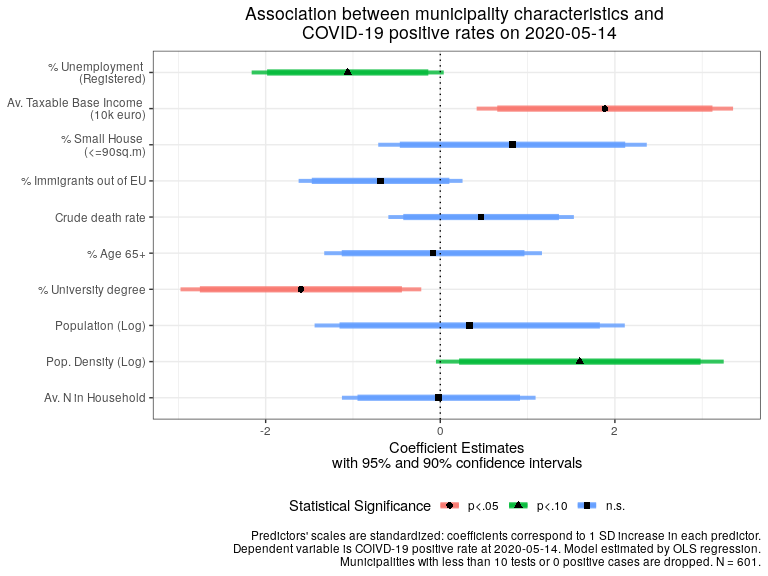 Association between municipality characteristics and
COVID-19 positive rates on 2020-05-14
% Unemployment
(Registered)
Av. Taxable Base Income
(10k euro)
% Small House
(<=90sq.m)
% Immigrants out of EU
Crude death rate
% Age 65+
% University degree
Population (Log)
Pop. Density (Log)
Av. N in Household
-2 0 2
Coefficient Estimates
with 95% and 90% confidence intervals
Statistical Significance p<.05 p<.10 n.s.
Predictors' scales are standardized: coefficients correspond to 1 SD increase in each predictor.
Dependent variable is COIVD-19 positive rate at 2020-05-14. Model estimated by OLS regression.
Municipalities with less than 10 tests or 0 positive cases are dropped. N = 601.